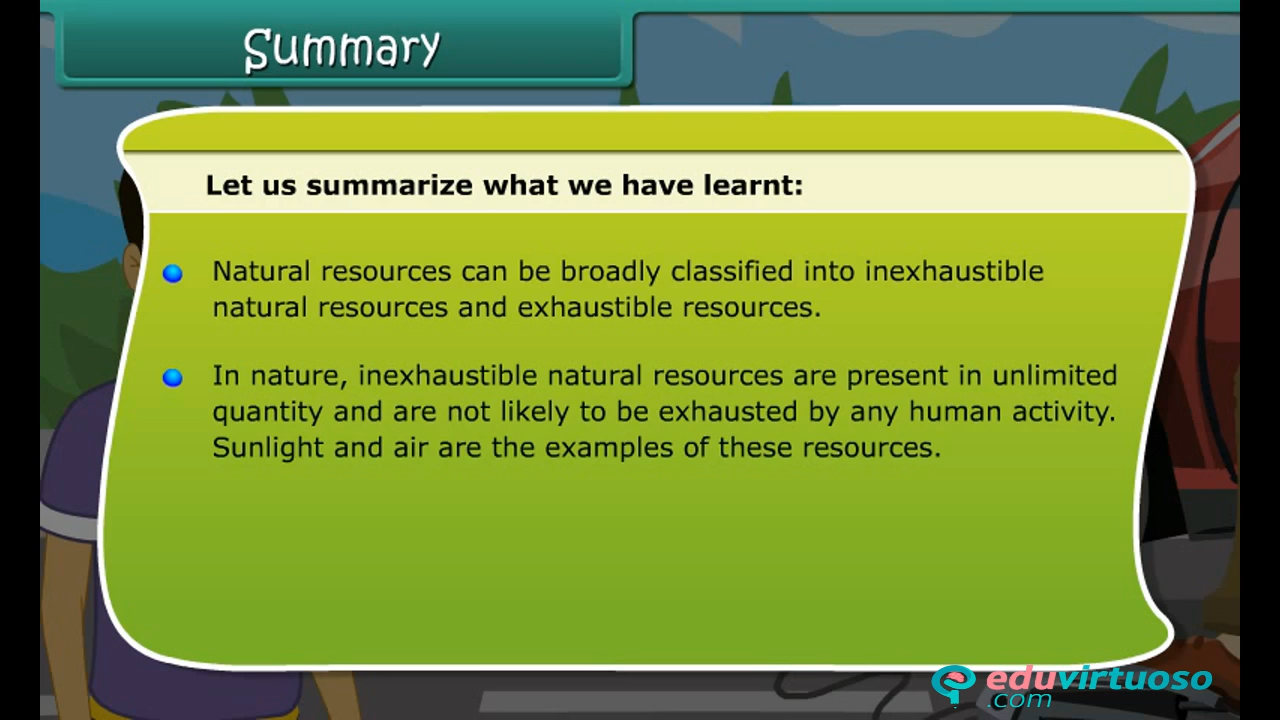 Summary
Let us summarize what we have learnt:
Natural resources can be broadly classified into inexhaustible
natural resources and exhaustible resources.
In nature, inexhaustible natural resources are present in unlimited
quantity and are not likely to be exhausted by any human activity.
Sunlight and air are the examples of these resources.
eduvirtuoso
.com